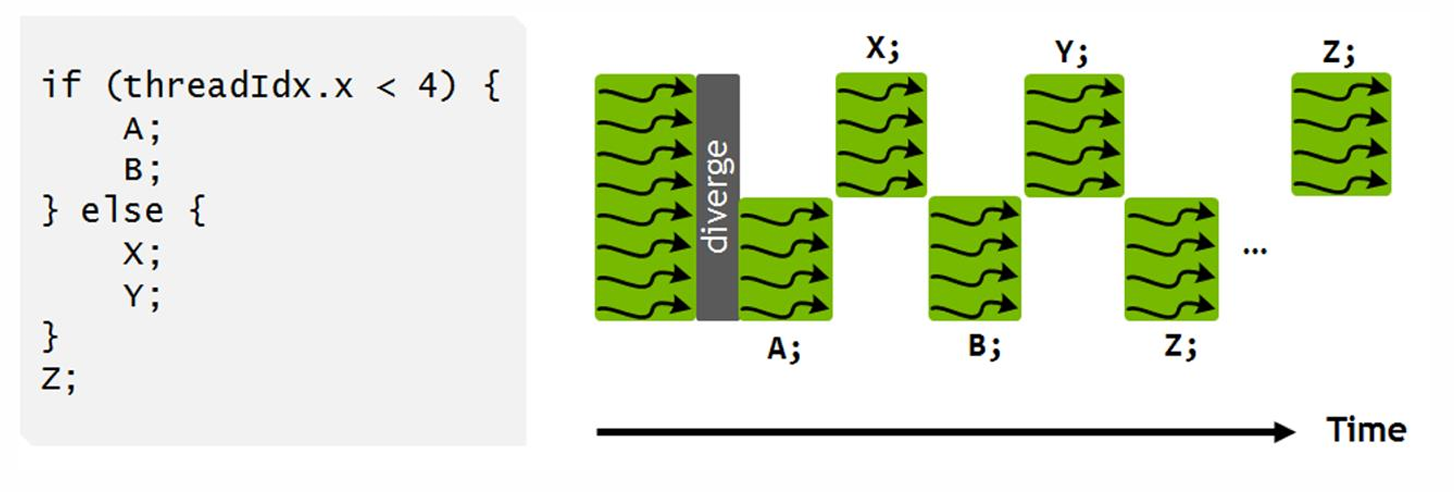 if (threadIdx.x < 4) {
    A;
    B;
} else {
    X;
    Y;
}
Z;
diverge
X;
Y;
Z;
A;
B;
Z;
...
Time